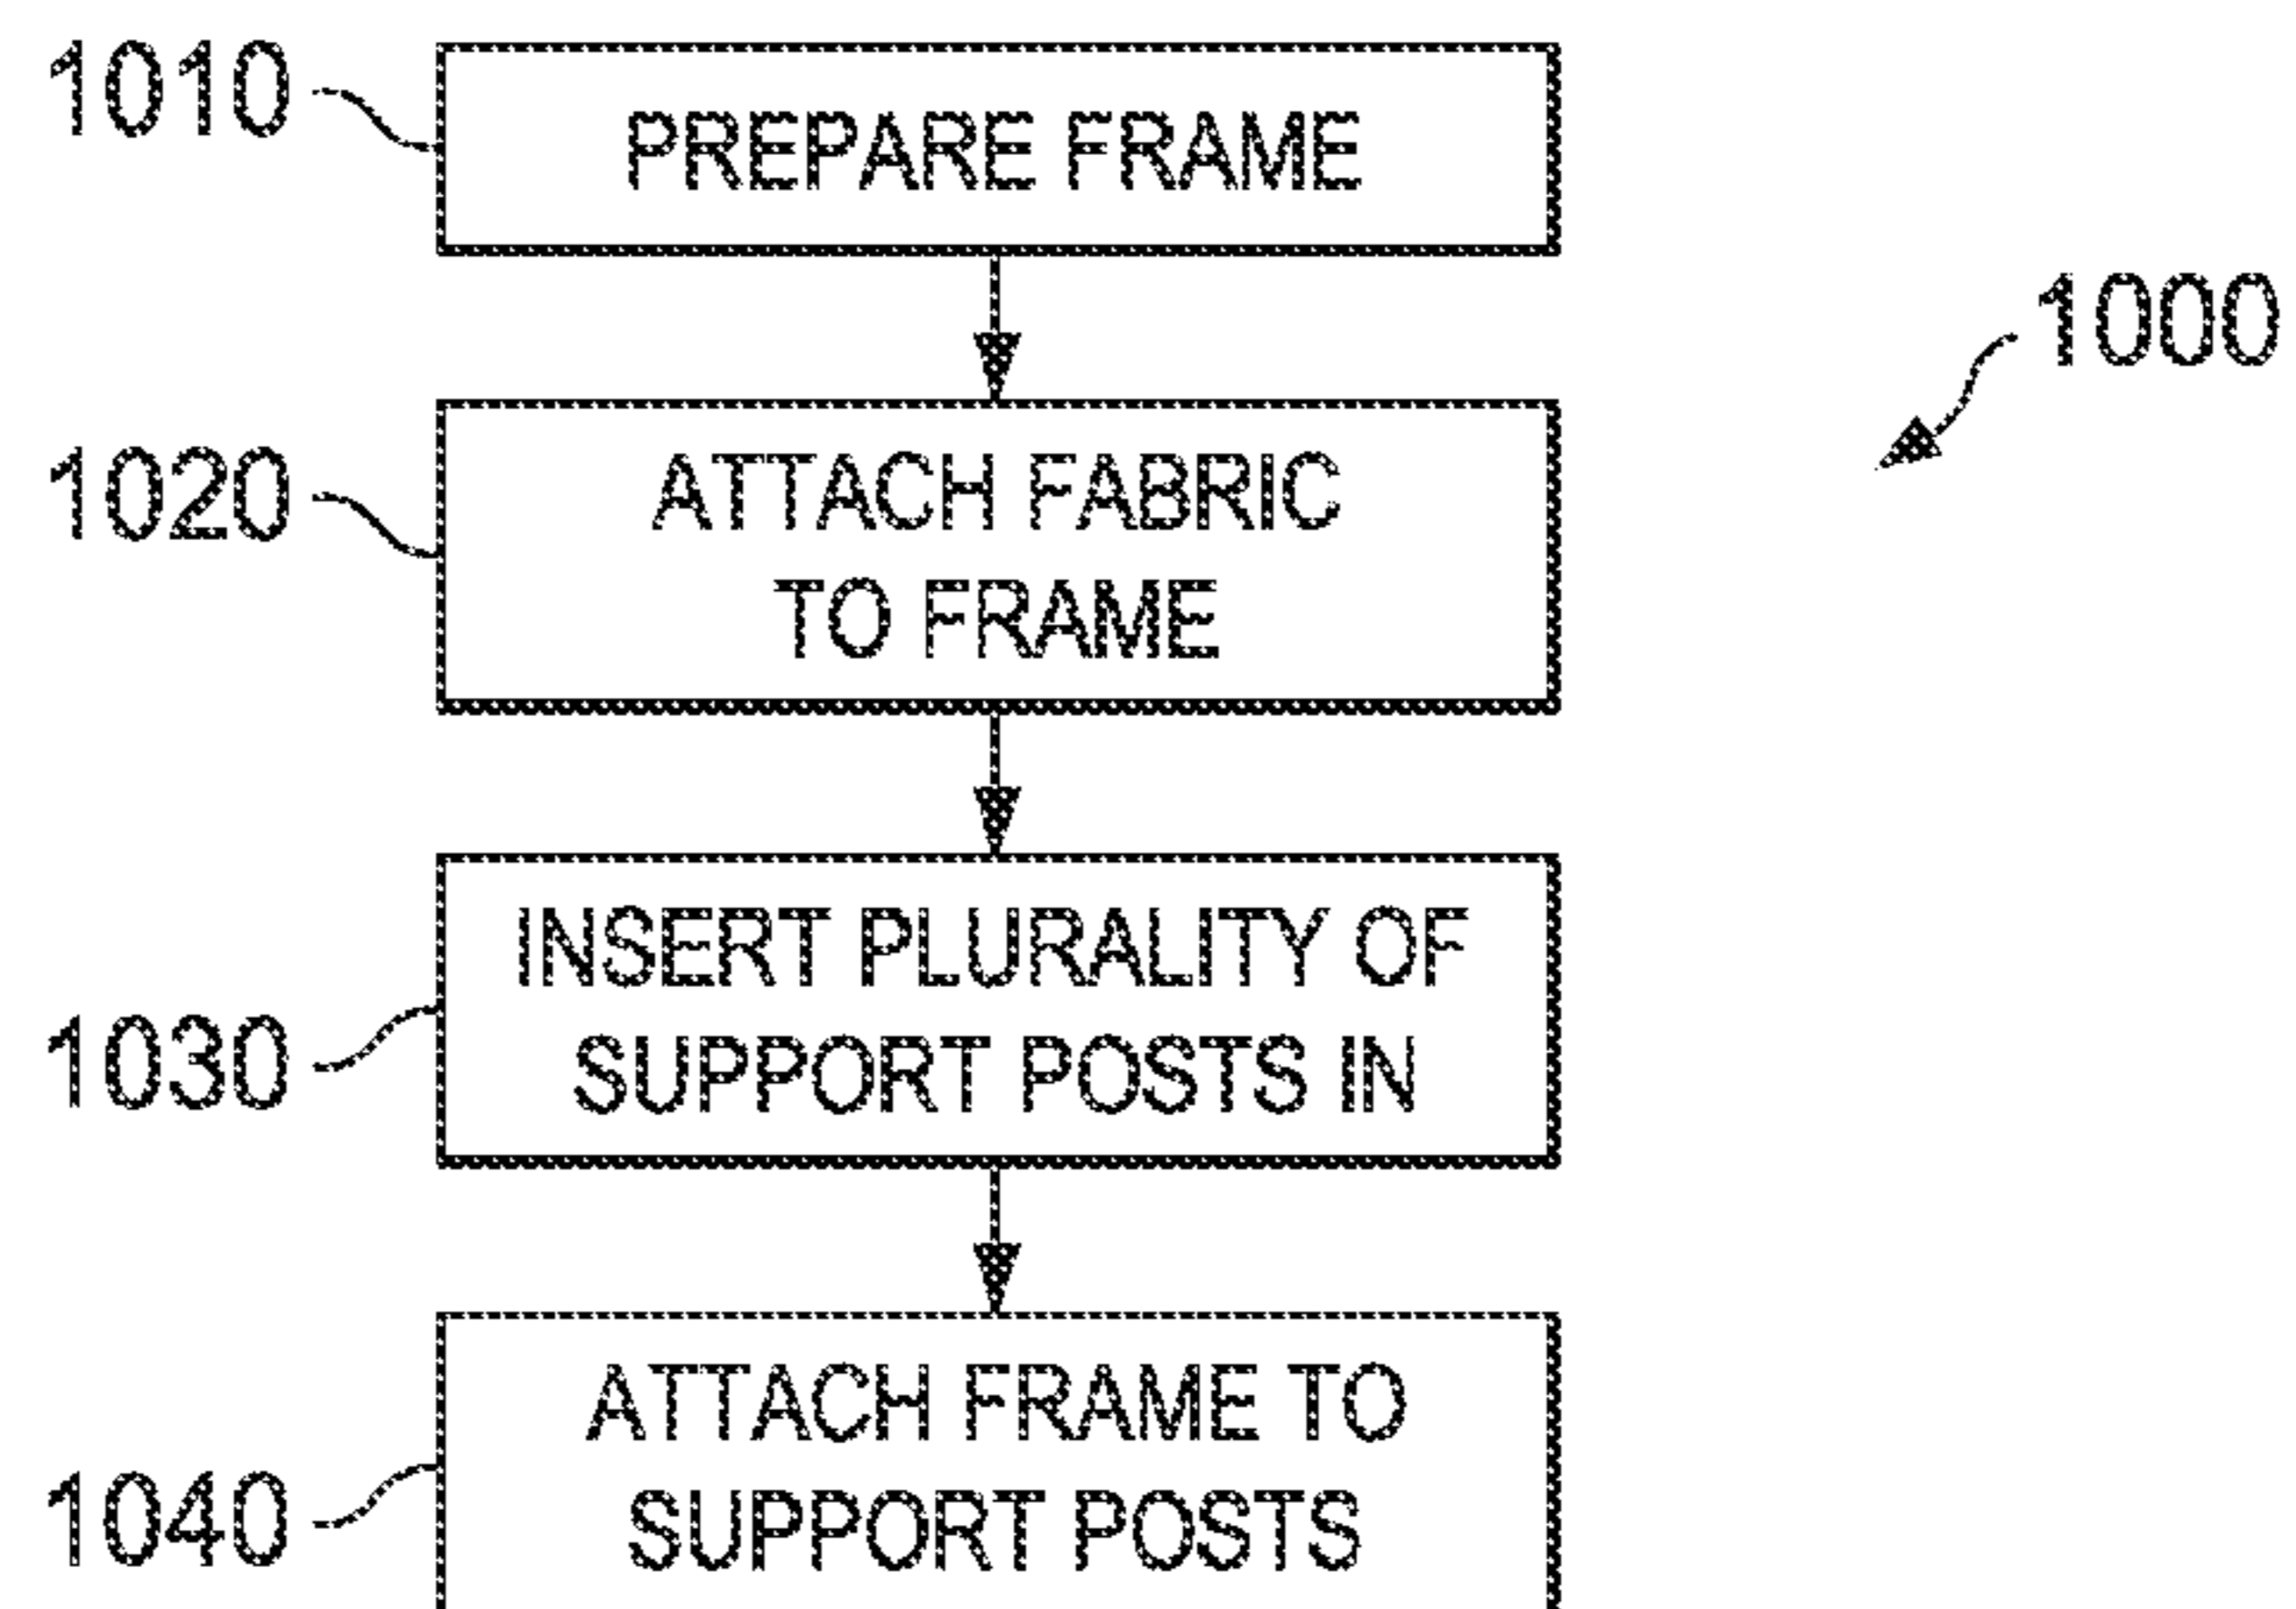 1010
PREPARE FRAME
1000
1020
ATTACH FABRIC
TO FRAME
1030
INSERT PLURALITY OF
SUPPORT POSTS IN
1040
ATTACH FRAME TO
SUPPORT POSTS